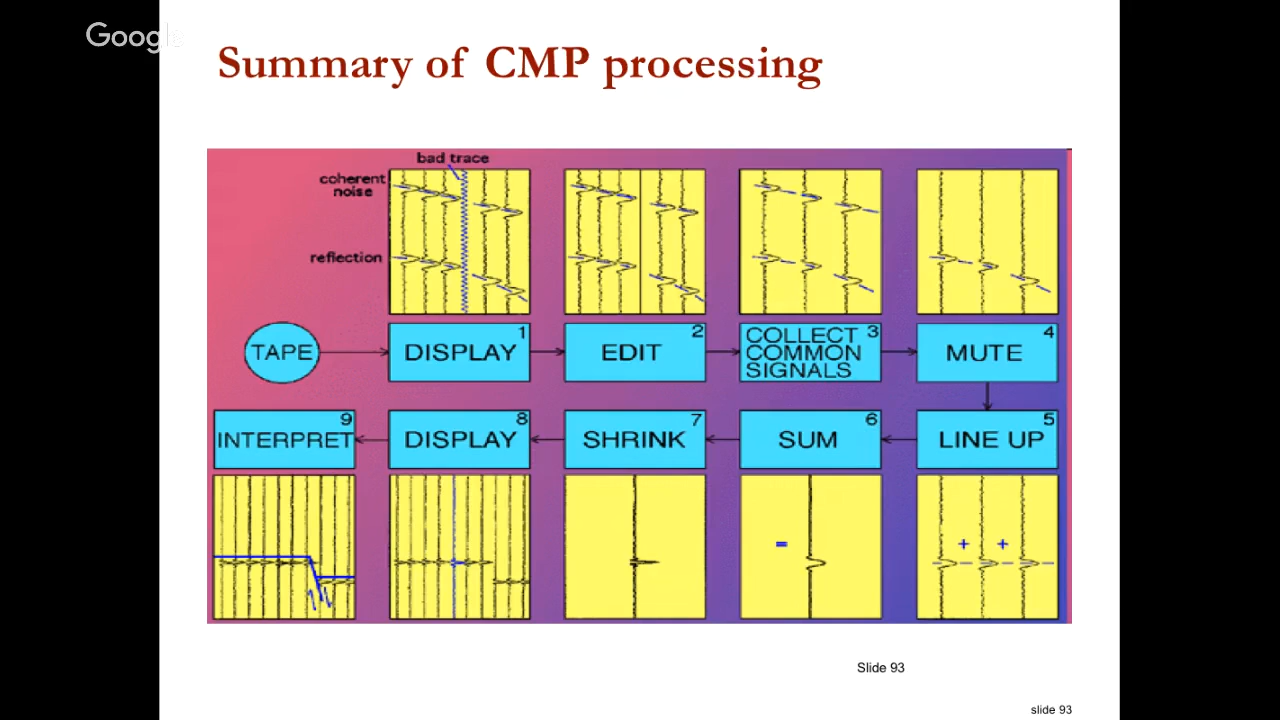 Google
Summary of CMP processing
bad trace
coherent
noise
reflection
TAPE
1
DISPLAY
2
EDIT
COLLECT 3
COMMON
SIGNALS
4
MUTE
9
INTERPRET
8
DISPLAY
7
SHRINK
6
SUM
5
LINE UP
=
+ +
Slide 93
slide 93